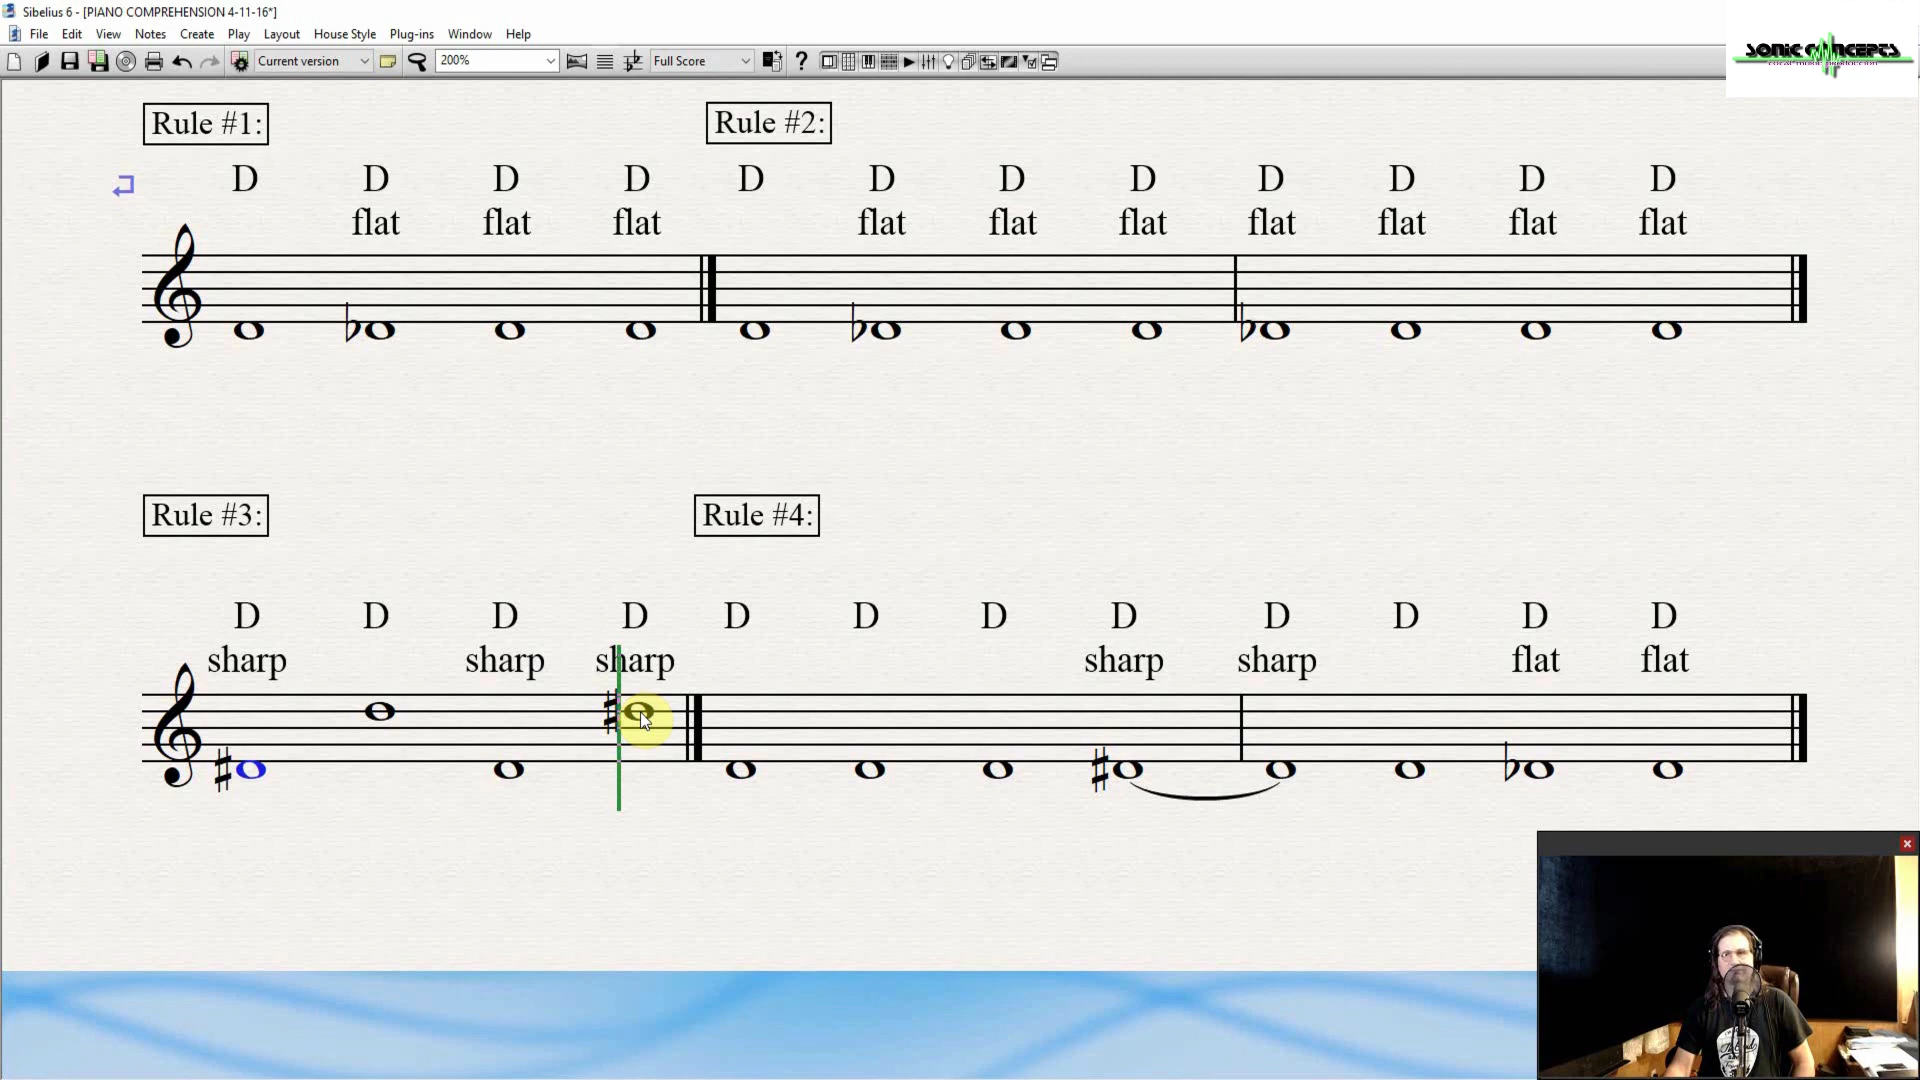 Sibelius 6 - [PIANO COMPREHENSION 4-11-16*]
File Edit View Notes Create Play Layout House Style Plug-ins Window Help
Current version 200% Full Score
SONIC CONCEPTS
Rule #1: Rule #2:
D D D D D D D D D D D D
flat flat flat flat flat flat flat flat flat flat
Rule #3: Rule #4:
D D D D D D D D D D D D
sharp sharp sharp sharp sharp flat flat